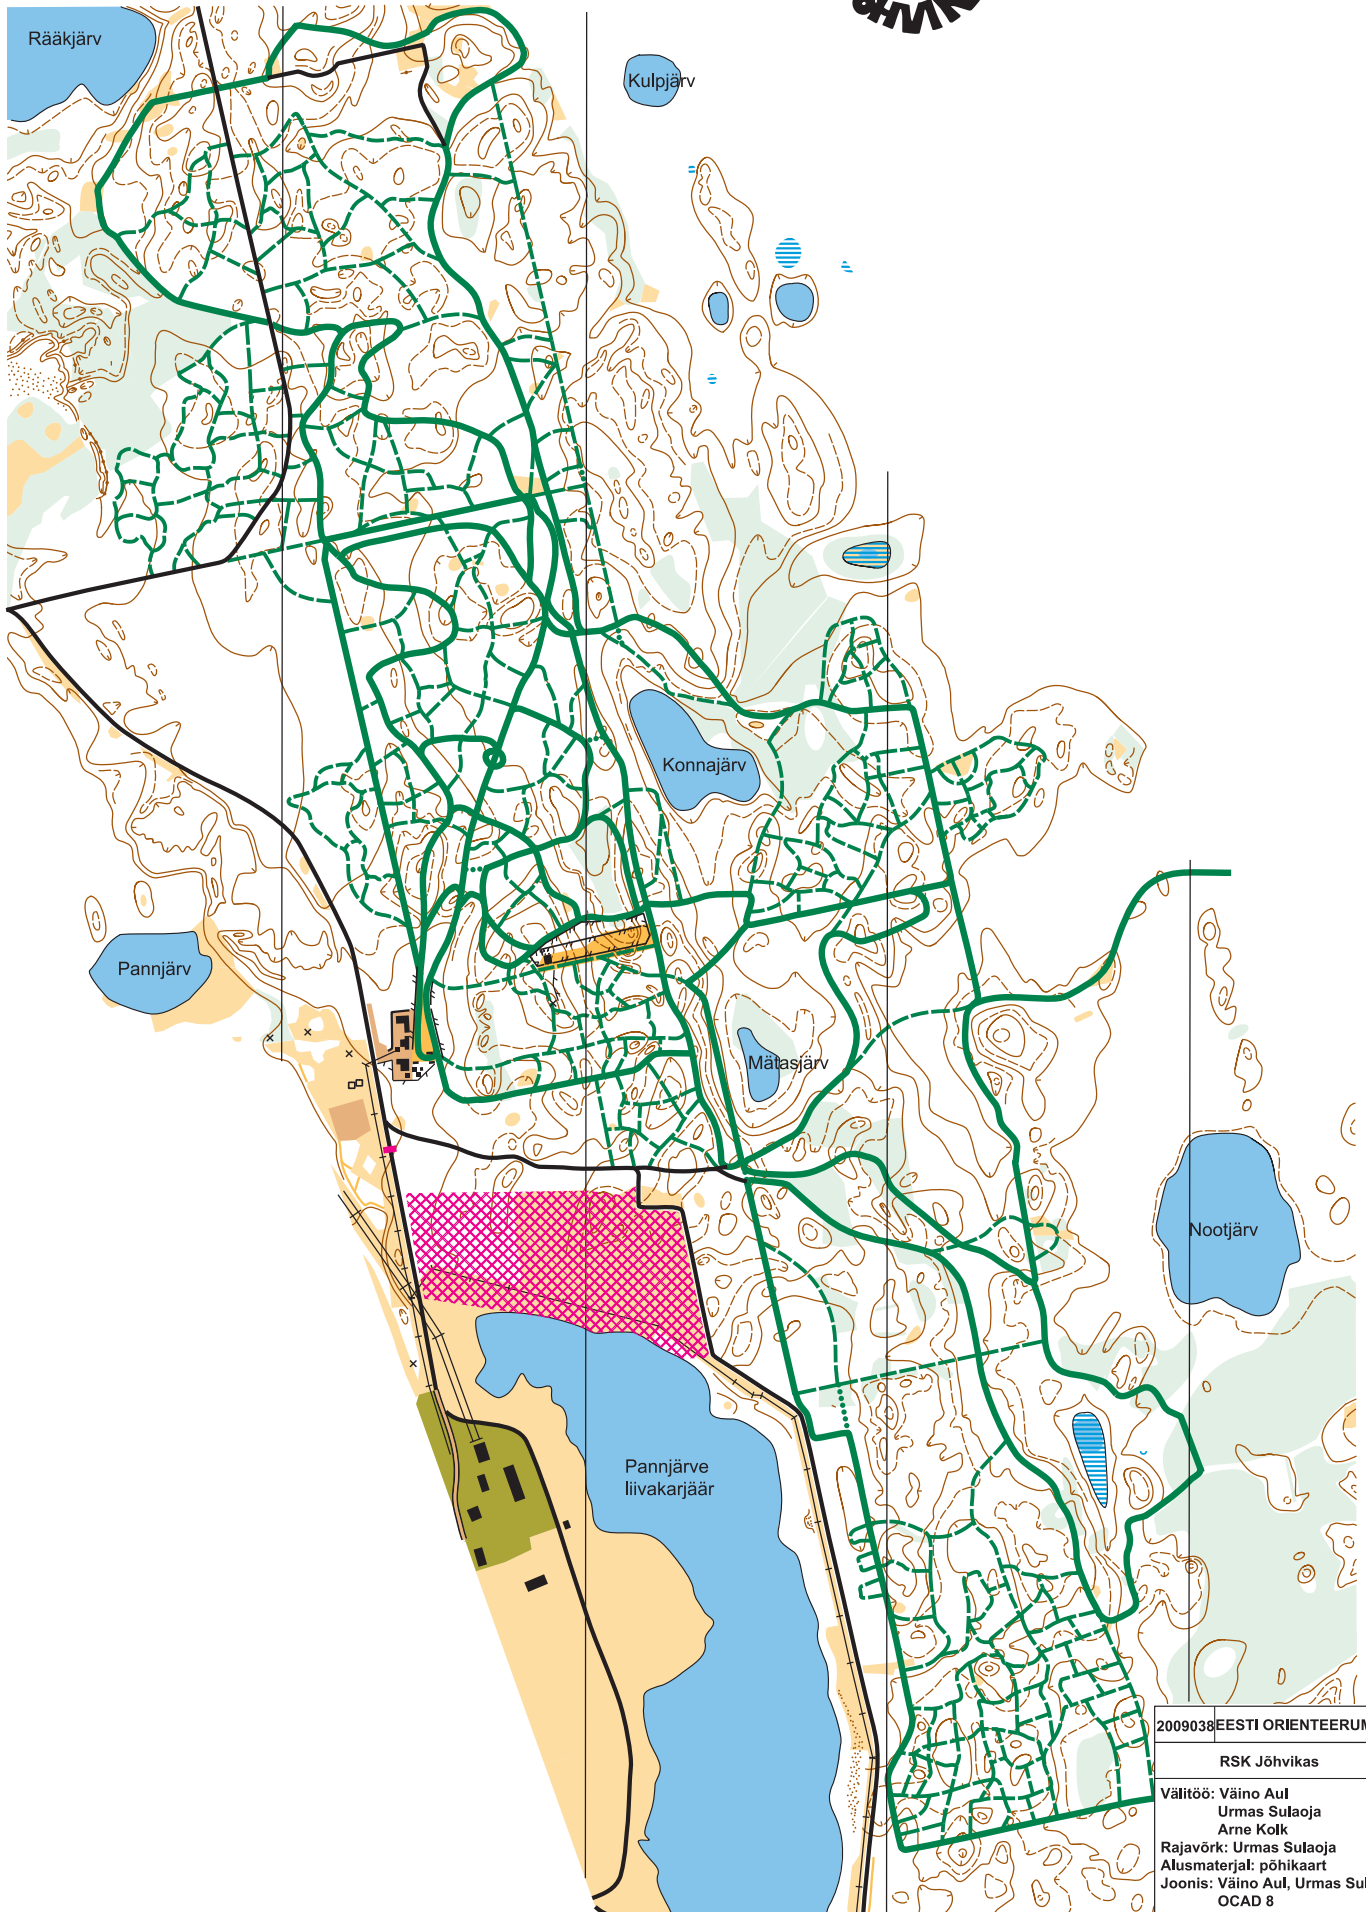 Rääkjärv
Kulpjärv
Konnajärv
Pannjärv
Mätasjärv
Nootjärv
Pannjärve
liivakarjäär
2009038 EESTI ORIENTEERUM
RSK Jõhvikas
Välitöö: Väino Aul
Urmas Sulaoja
Arne Kolk
Rajavõrk: Urmas Sulaoja
Alusmaterjal: põhikaart
Joonis: Väino Aul, Urmas Sul
OCAD 8